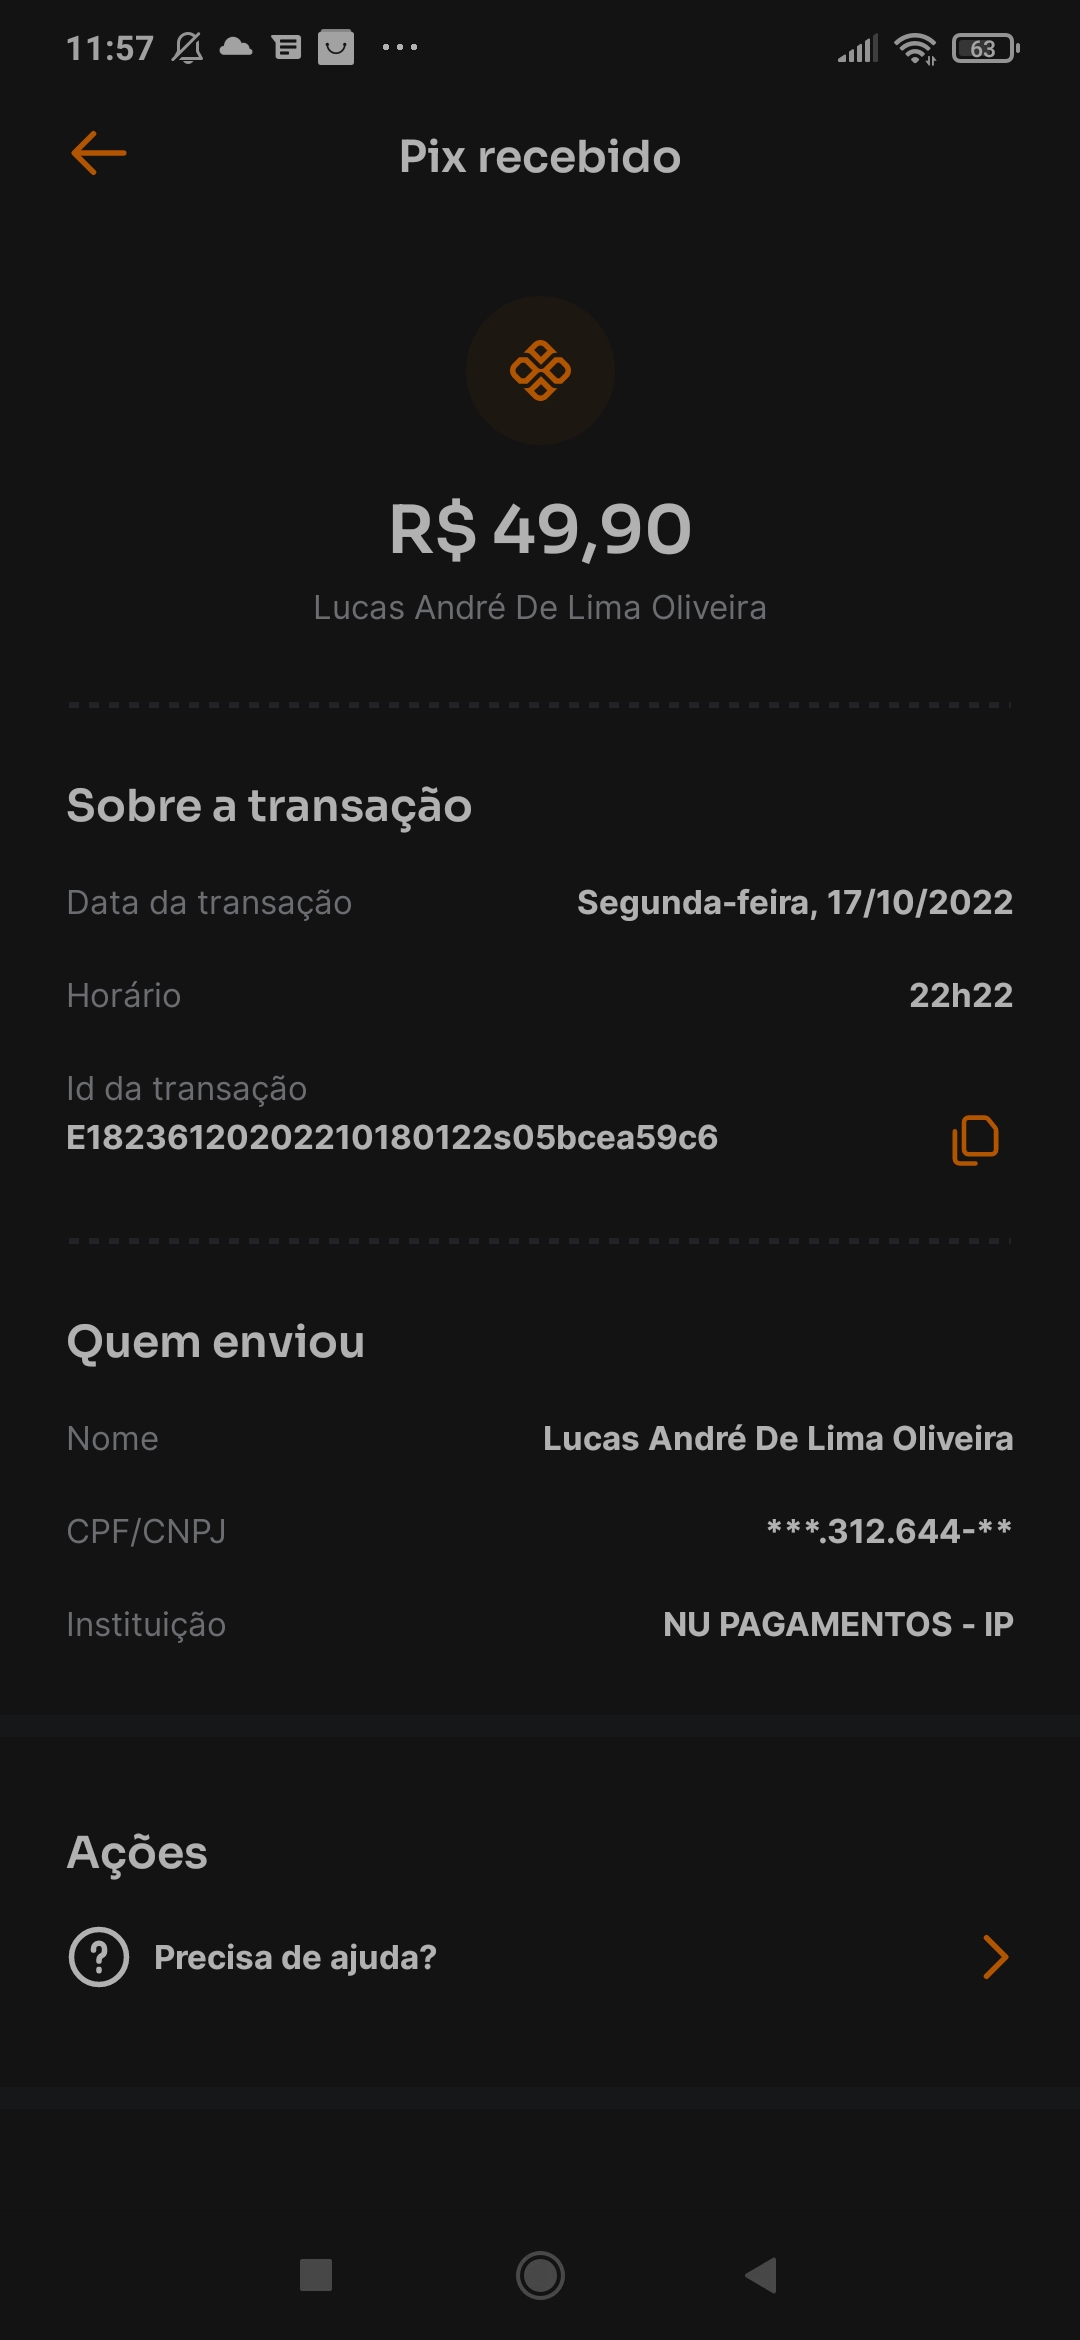 11:57
63
Pix recebido
R$ 49,90
Lucas André De Lima Oliveira
Sobre a transação
Data da transação Segunda-feira, 17/10/2022
Horário 22h22
Id da transação
E18236120202210180122s05bcea59c6
Quem enviou
Nome Lucas André De Lima Oliveira
CPF/CNPJ ***.312.644-**
Instituição NU PAGAMENTOS - IP
Ações
Precisa de ajuda?